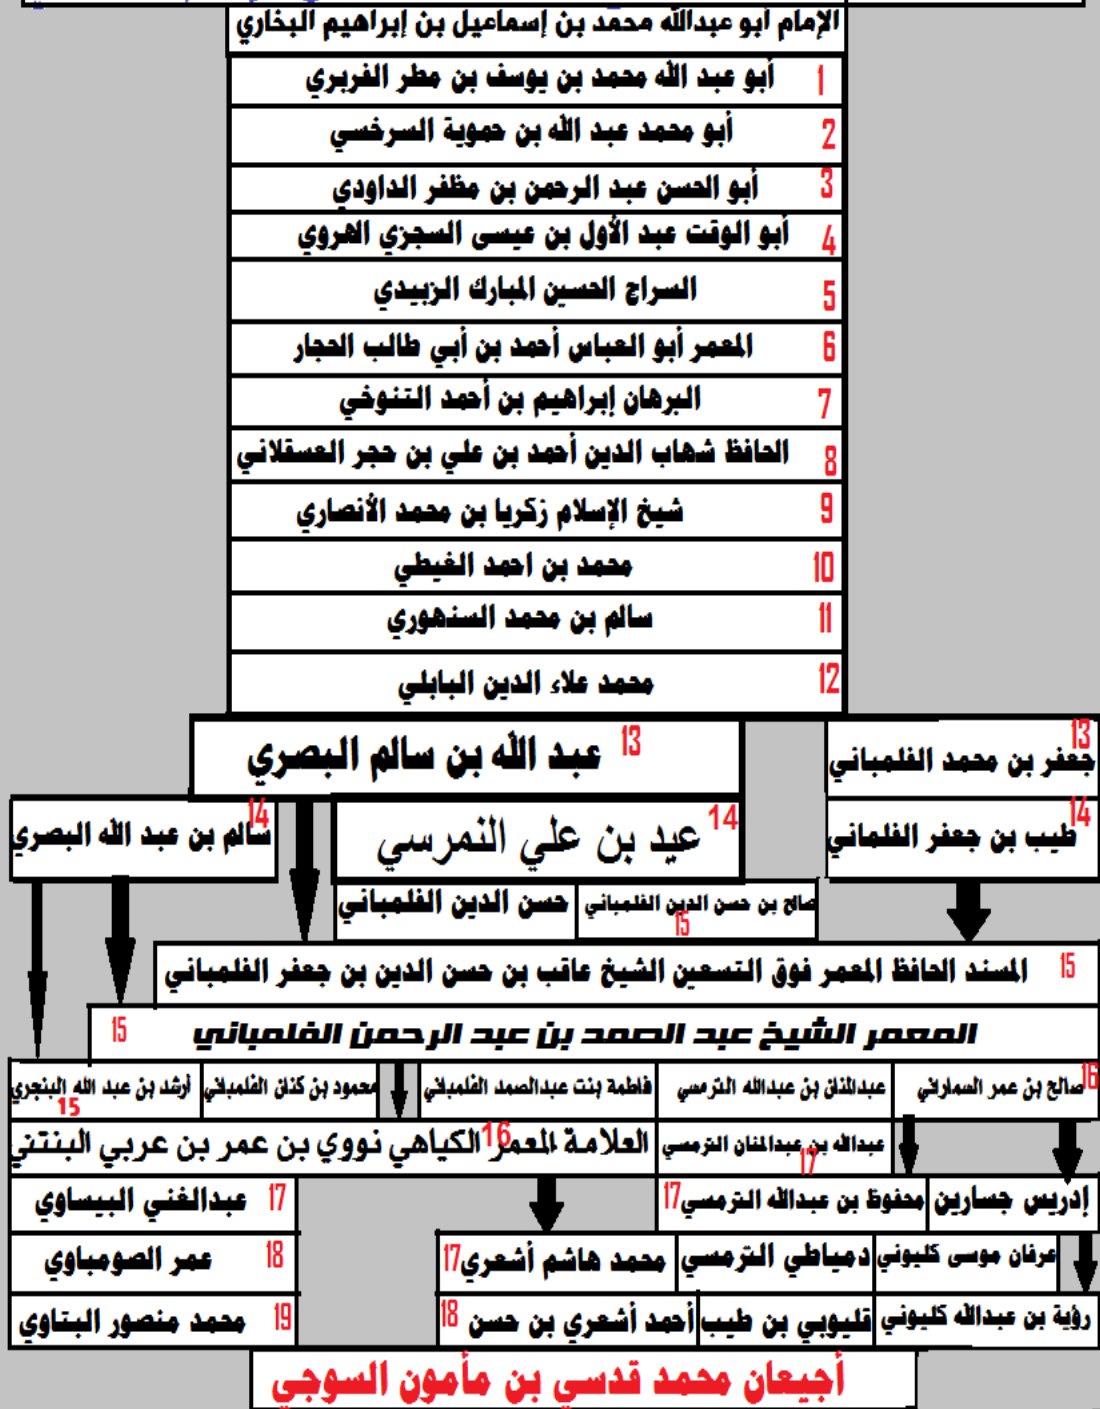 الإمام أبو عبدالله محمد بن إسماعيل بن إبراهيم البخاري
أبو عبد الله محمد بن يوسف بن مطر الفربري 1
أبو محمد عبد الله بن حموية السرخسي 2
أبو الحسن عبد الرحمن بن مظفر الداودي 3
أبو الوقت عبد الأول بن عيسى السجزي الهروي 4
السراج الحسين المبارك الزبيدي 5
المعمر أبو العباس أحمد بن أبي طالب الحجار 6
البرهان إبراهيم بن أحمد التنوخي 7
الحافظ شهاب الدين أحمد بن علي بن حجر العسقلاني 8
شيخ الإسلام زكريا بن محمد الأنصاري 9
محمد بن احمد الغيطي 10
سالم بن محمد السنهوري 11
محمد علاء الدين البابلي 12
جعفر بن محمد الفلمباني 13
عبد الله بن سالم البصري 13
طيب بن جعفر الفلماني 14
عيد بن علي النمرسي 14
سالم بن عبد الله البصري 14
صالح بن حسن الدين الفلمباني 15
حسن الدين الفلمباني
المسند الحافظ المعمر فوق التسعين الشيخ عاقب بن حسن الدين بن جعفر الفلمباني 15
المعمر الشيخ عبد الصمد بن عبد الرحمن الفلمباني 15
صالح بن عمر السماراني 16
عبدالمنان بن عبدالله الترمسي
فاطمة بنت عبدالصمد الفلمباني
محمود بن كنان الفلمباني
أرشد بن عبد الله البنجري 15
عبدالله بن عبدالمنان الترمسي 17
العلامة المعمر الكياهي نووي بن عمر بن عربي البنتني 16
إدريس جسارين
محفوظ بن عبدالله الترمسي 17
عبدالغني البيساوي 17
عرفان موسى كليوني
دمياطي الترمسي
محمد هاشم أشعري 17
عمر الصومباوي 18
رؤية بن عبدالله كليوني
قليوبي بن طيب
أحمد أشعري بن حسن 18
محمد منصور البتاوي 19
أجيعان محمد قدسي بن مأمون السوجي